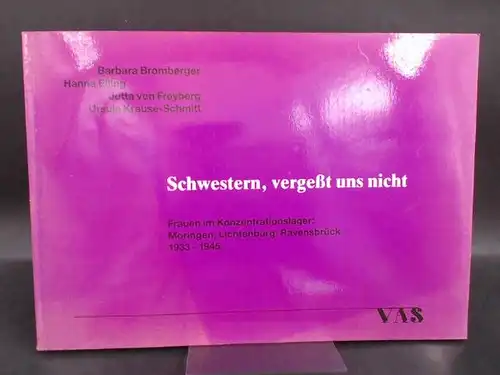 Barbara Bromberger
Hanna Elling
Jutta von Freyberg
Ursula Krause-Schmitt
Schwestern, vergeßt uns nicht
Frauen im Konzentrationslager:
Moringen, Lichtenburg, Ravensbrück
1933 - 1945
VAS